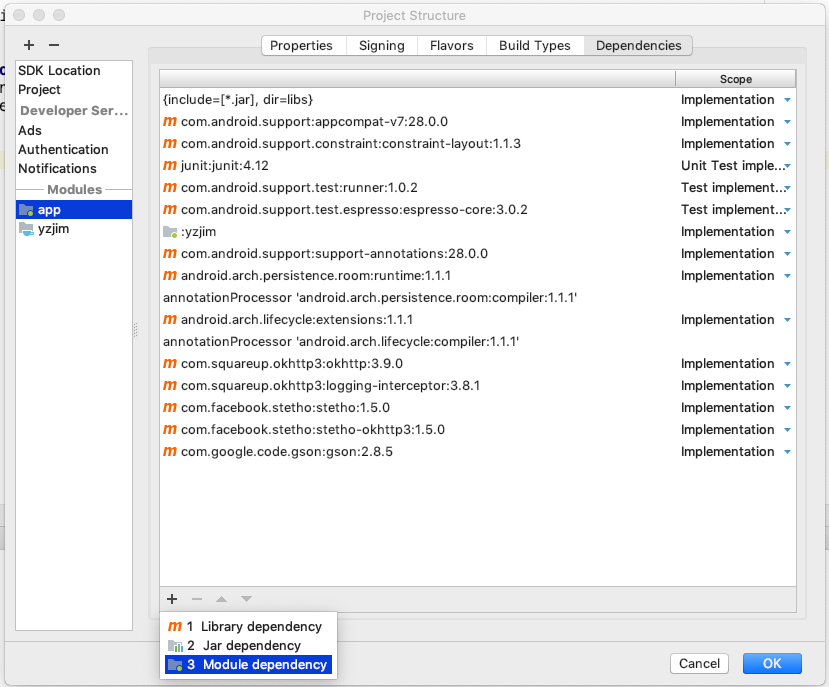 Project Structure
Properties
Signing
Flavors
Build Types
Dependencies
SDK Location
Project
Developer Ser...
Ads
Authentication
Notifications
Modules
app
yzjim
Scope
{include=[*.jar], dir=libs} Implementation
m com.android.support:appcompat-v7:28.0.0 Implementation
m com.android.support.constraint:constraint-layout:1.1.3 Implementation
m junit:junit:4.12 Unit Test imple...
m com.android.support.test:runner:1.0.2 Test implement...
m com.android.support.test.espresso:espresso-core:3.0.2 Test implement...
:yzjim Implementation
m com.android.support:support-annotations:28.0.0 Implementation
m android.arch.persistence.room:runtime:1.1.1 Implementation
annotationProcessor 'android.arch.persistence.room:compiler:1.1.1'
m android.arch.lifecycle:extensions:1.1.1 Implementation
annotationProcessor 'android.arch.lifecycle:compiler:1.1.1'
m com.squareup.okhttp3:okhttp:3.9.0 Implementation
m com.squareup.okhttp3:logging-interceptor:3.8.1 Implementation
m com.facebook.stetho:stetho:1.5.0 Implementation
m com.facebook.stetho:stetho-okhttp3:1.5.0 Implementation
m com.google.code.gson:gson:2.8.5 Implementation
m 1 Library dependency
2 Jar dependency
3 Module dependency
Cancel
OK